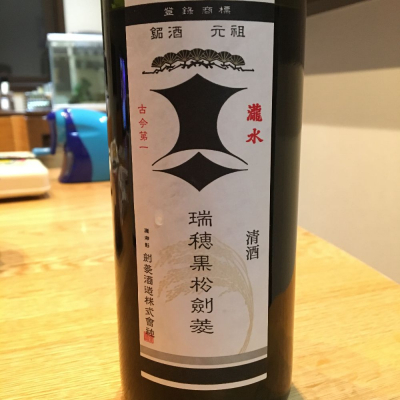 登録商標
銘酒 元祖
瀧水
古今第一
清酒
瑞穂黒松剣菱
剣菱酒造株式会社